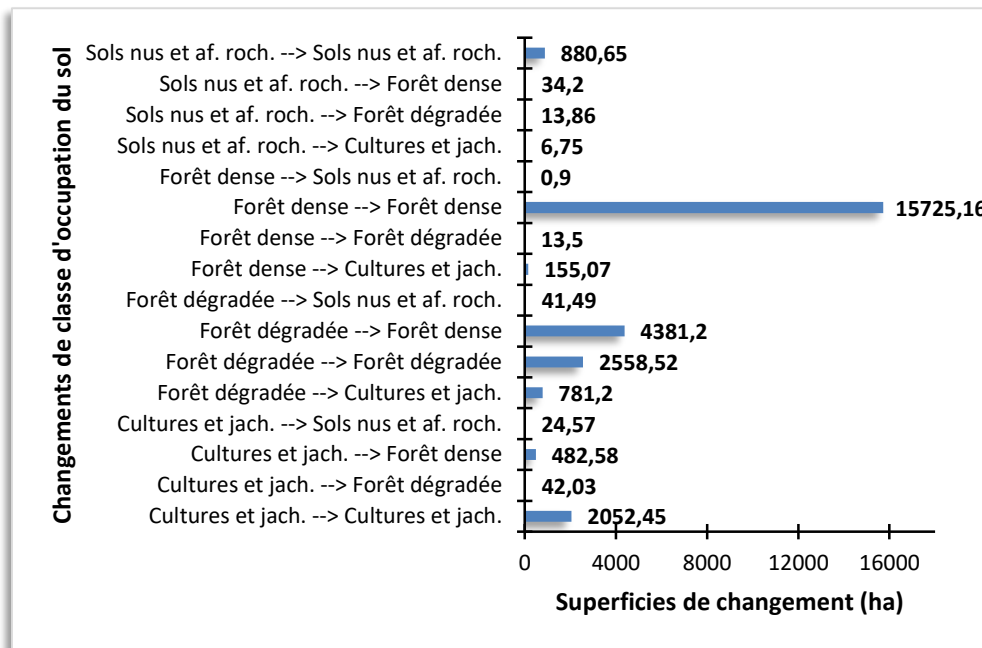 Changements de classe d'occupation du sol
Sols nus et af. roch. --> Sols nus et af. roch. 880,65
Sols nus et af. roch. --> Forêt dense 34,2
Sols nus et af. roch. --> Forêt dégradée 13,86
Sols nus et af. roch. --> Cultures et jach. 6,75
Forêt dense --> Sols nus et af. roch. 0,9
Forêt dense --> Forêt dense 15725,16
Forêt dense --> Forêt dégradée 13,5
Forêt dense --> Cultures et jach. 155,07
Forêt dégradée --> Sols nus et af. roch. 41,49
Forêt dégradée --> Forêt dense 4381,2
Forêt dégradée --> Forêt dégradée 2558,52
Forêt dégradée --> Cultures et jach. 781,2
Cultures et jach. --> Sols nus et af. roch. 24,57
Cultures et jach. --> Forêt dense 482,58
Cultures et jach. --> Forêt dégradée 42,03
Cultures et jach. --> Cultures et jach. 2052,45
0 4000 8000 12000 16000
Superficies de changement (ha)